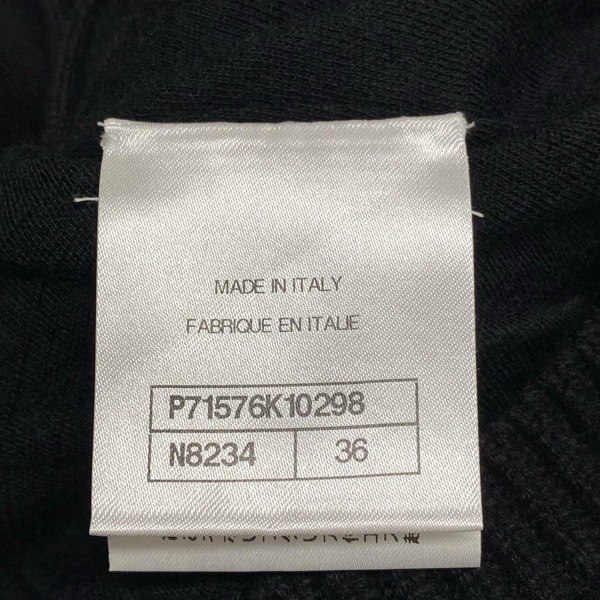 MADE IN ITALY
FABRIQUE EN ITALIE
P71576K10298
N8234 36